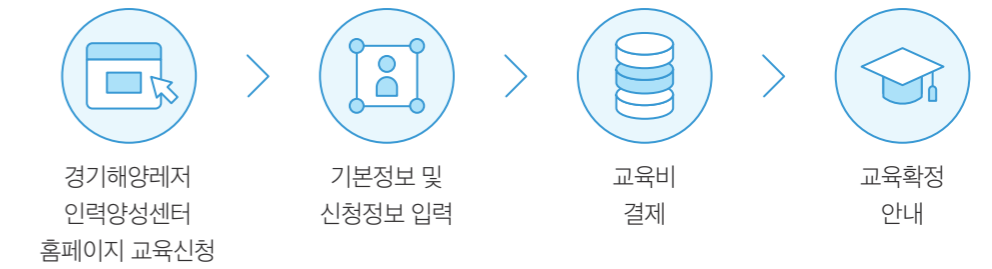 경기해양레저
인력양성센터
홈페이지 교육신청
기본정보 및
신청정보 입력
교육비
결제
교육확정
안내